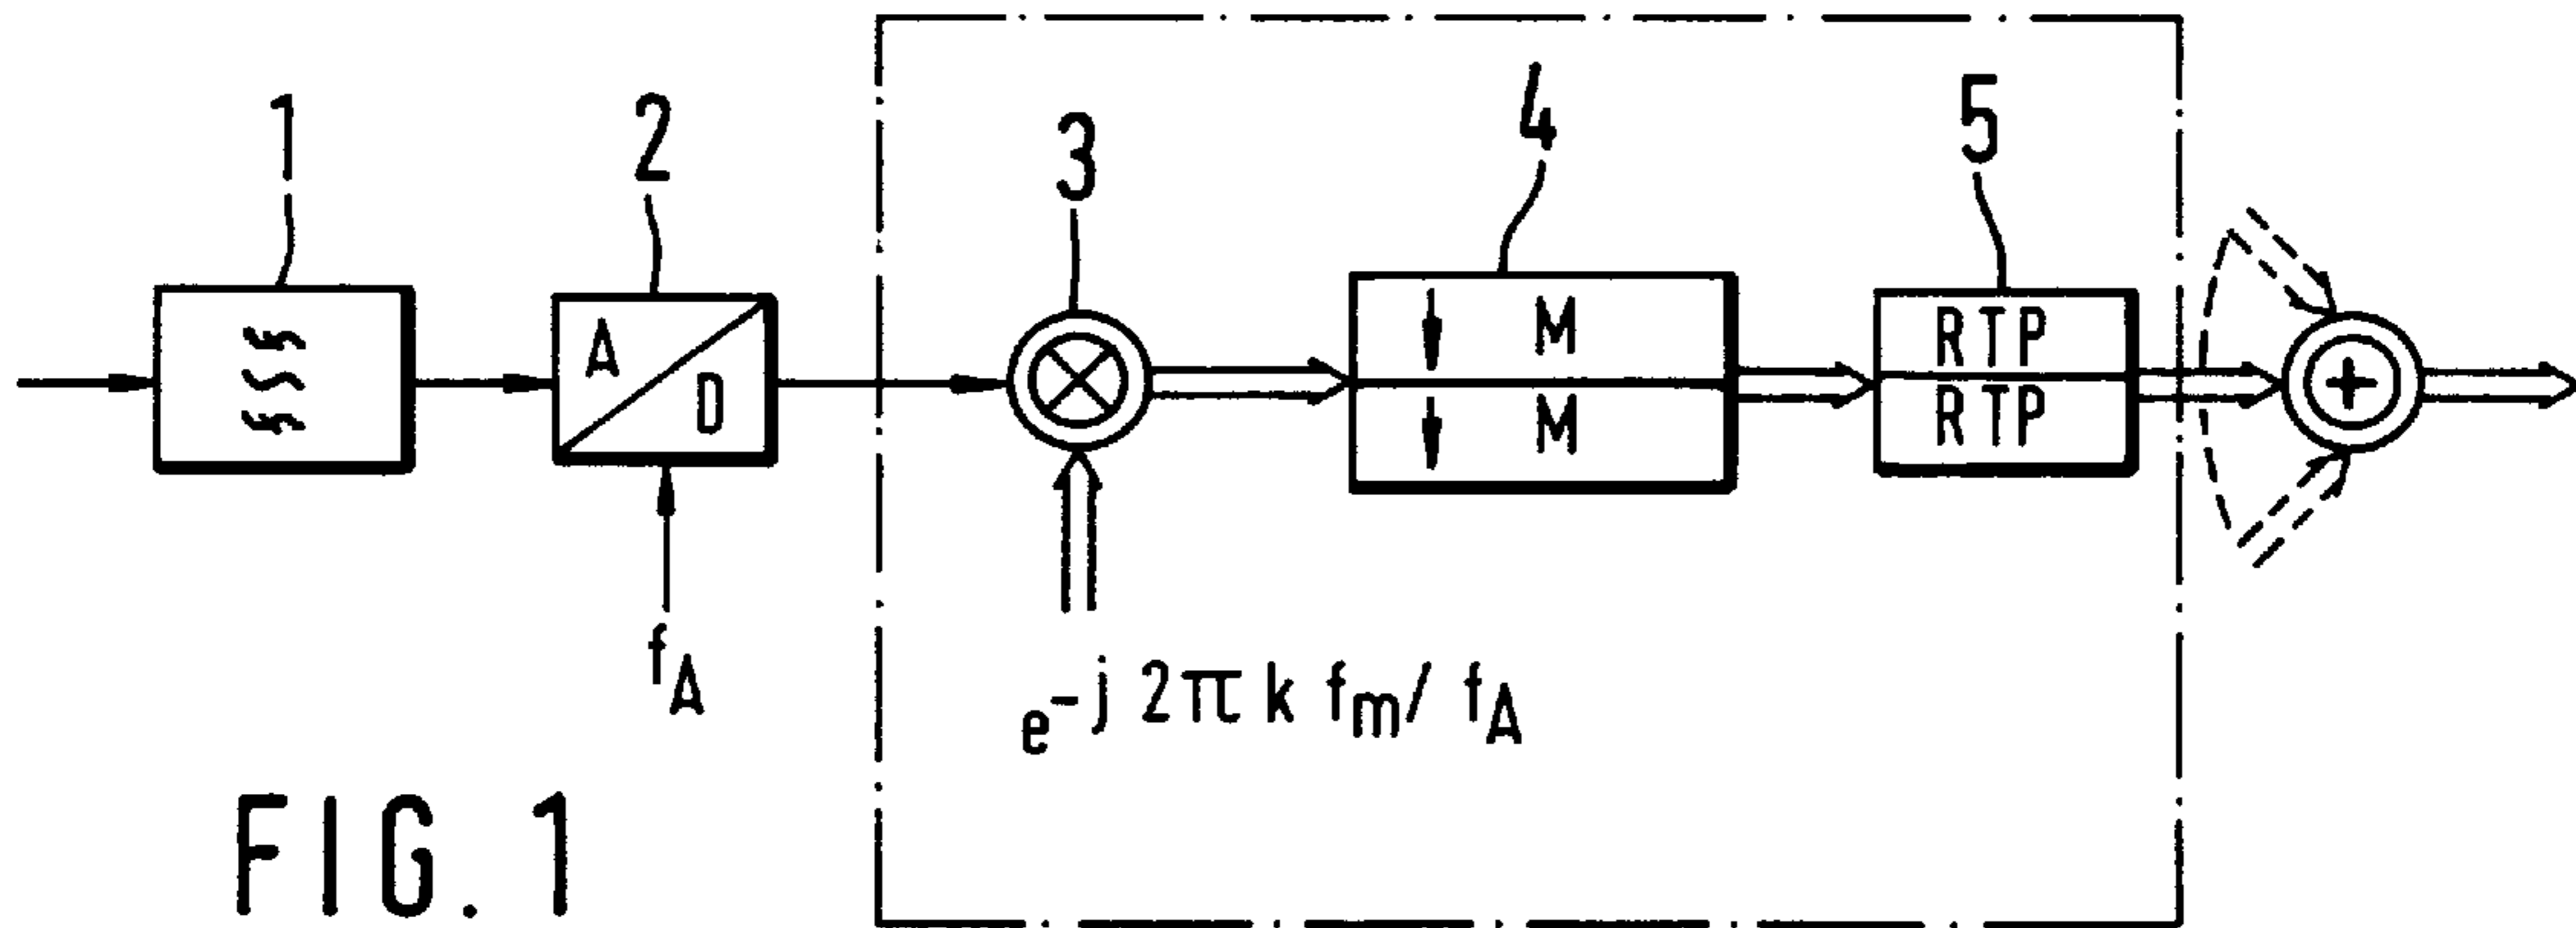 1
2
3
4
5
A
D
M
M
RTP
RTP
+
f_A
e^-j 2π k f_m / f_A
FIG. 1